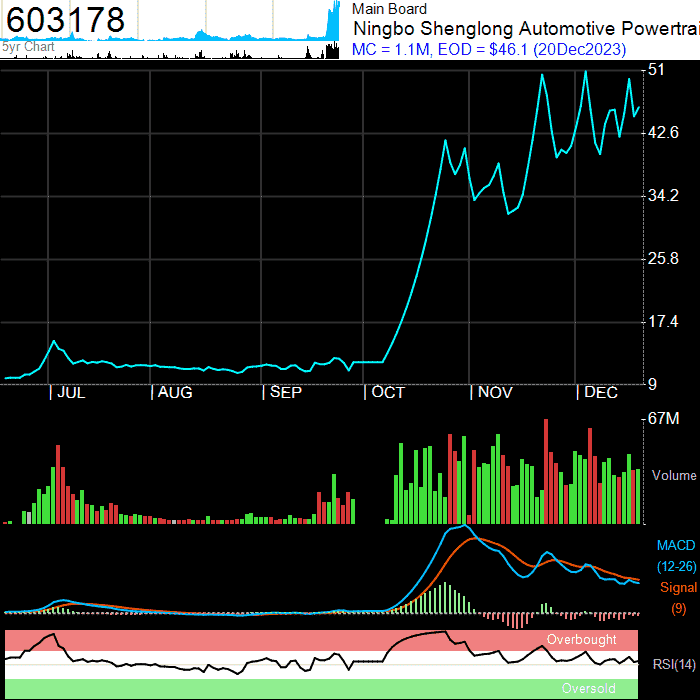 603178
5yr Chart
Main Board
Ningbo Shenglong Automotive Powertrai
MC = 1.1M, EOD = $46.1 (20Dec2023)
51
42.6
34.2
25.8
17.4
9
JUL
AUG
SEP
OCT
NOV
DEC
67M
Volume
MACD
(12-26)
Signal
(9)
Overbought
RSI(14)
Oversold